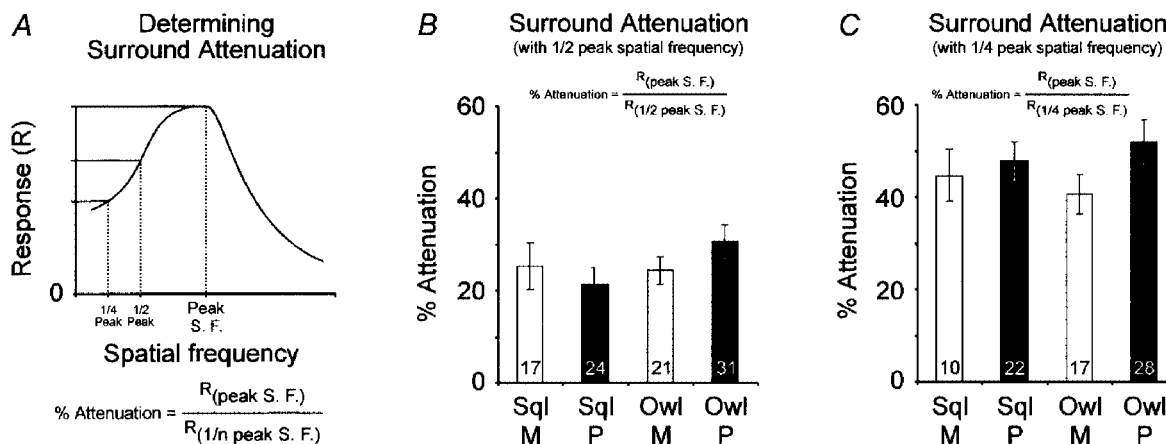 A
Determining
Surround Attenuation
Response (R)
0
1/4
Peak
1/2
Peak
Peak
S. F.
Spatial frequency
% Attenuation = R(peak S. F.)
R(1/n peak S. F.)
B
Surround Attenuation
(with 1/2 peak spatial frequency)
% Attenuation = R(peak S. F.)
R(1/2 peak S. F.)
% Attenuation
60
40
20
0
17
24
21
31
Sql
M
Sql
P
Owl
M
Owl
P
C
Surround Attenuation
(with 1/4 peak spatial frequency)
% Attenuation = R(peak S. F.)
R(1/4 peak S. F.)
% Attenuation
60
40
20
0
10
22
17
28
Sql
M
Sql
P
Owl
M
Owl
P